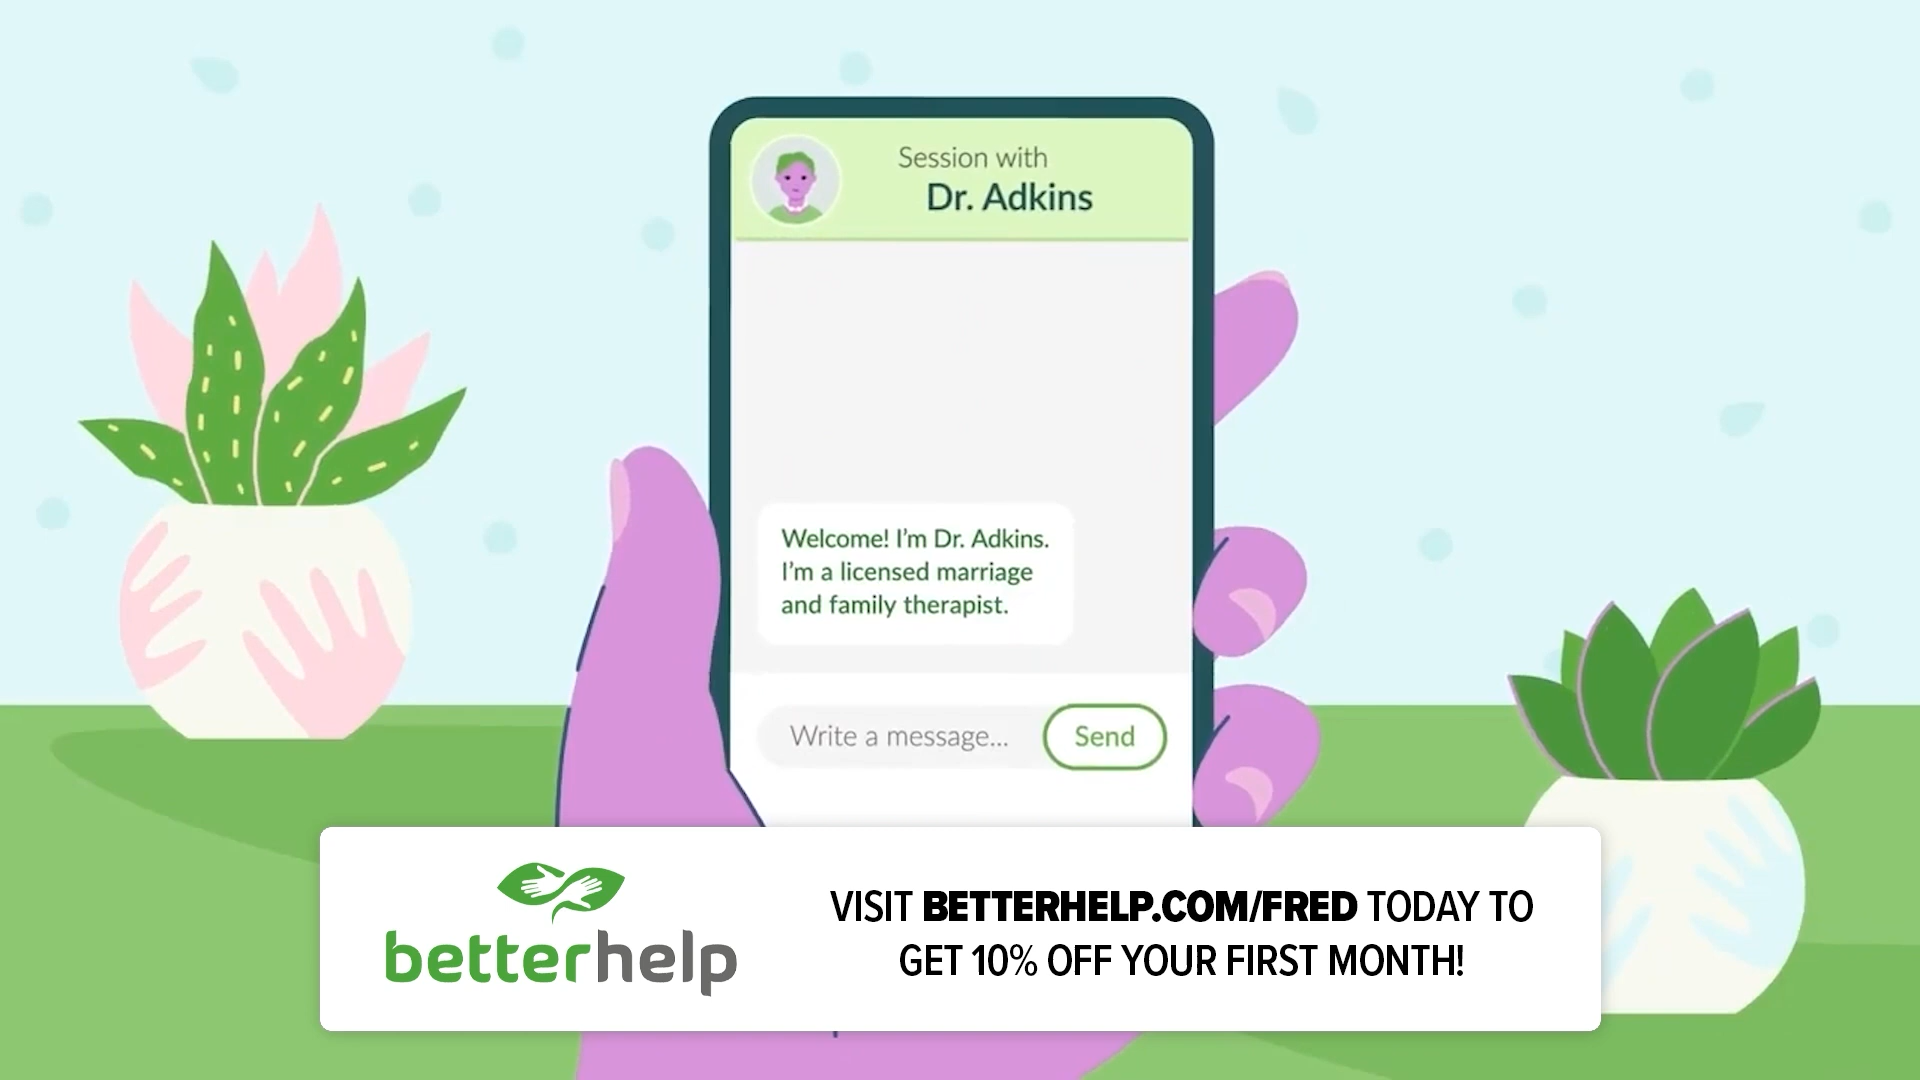 Session with
Dr. Adkins
Welcome! I'm Dr. Adkins.
I'm a licensed marriage
and family therapist.
Write a message...
Send
betterhelp
VISIT BETTERHELP.COM/FRED TODAY TO
GET 10% OFF YOUR FIRST MONTH!